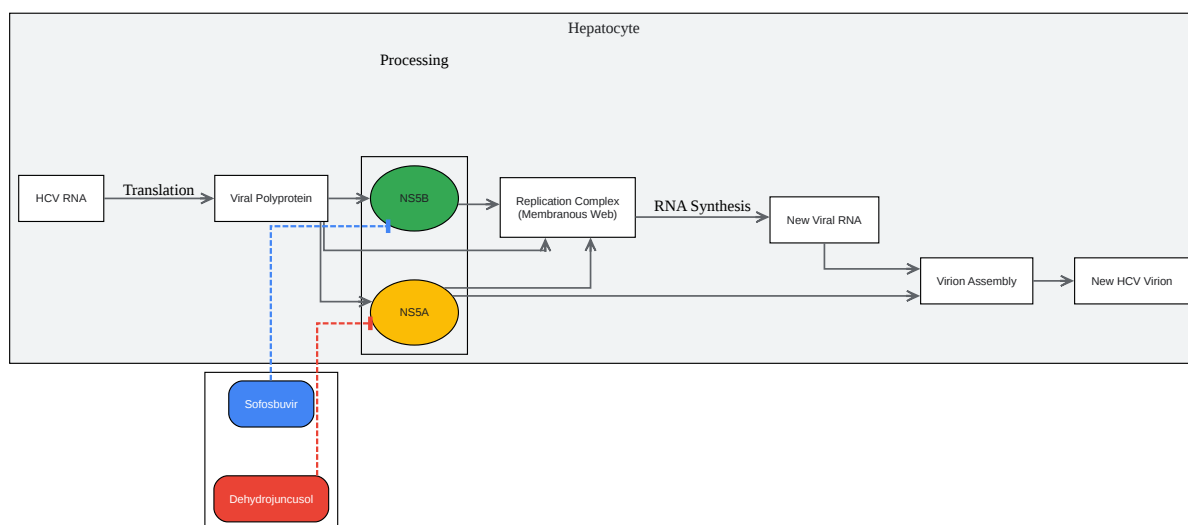 Hepatocyte
Processing
HCV RNA
Translation
Viral Polyprotein
NS5B
Replication Complex
(Membranous Web)
RNA Synthesis
New Viral RNA
Virion Assembly
New HCV Virion
NS5A
Sofosbuvir
Dehydrojuncusol